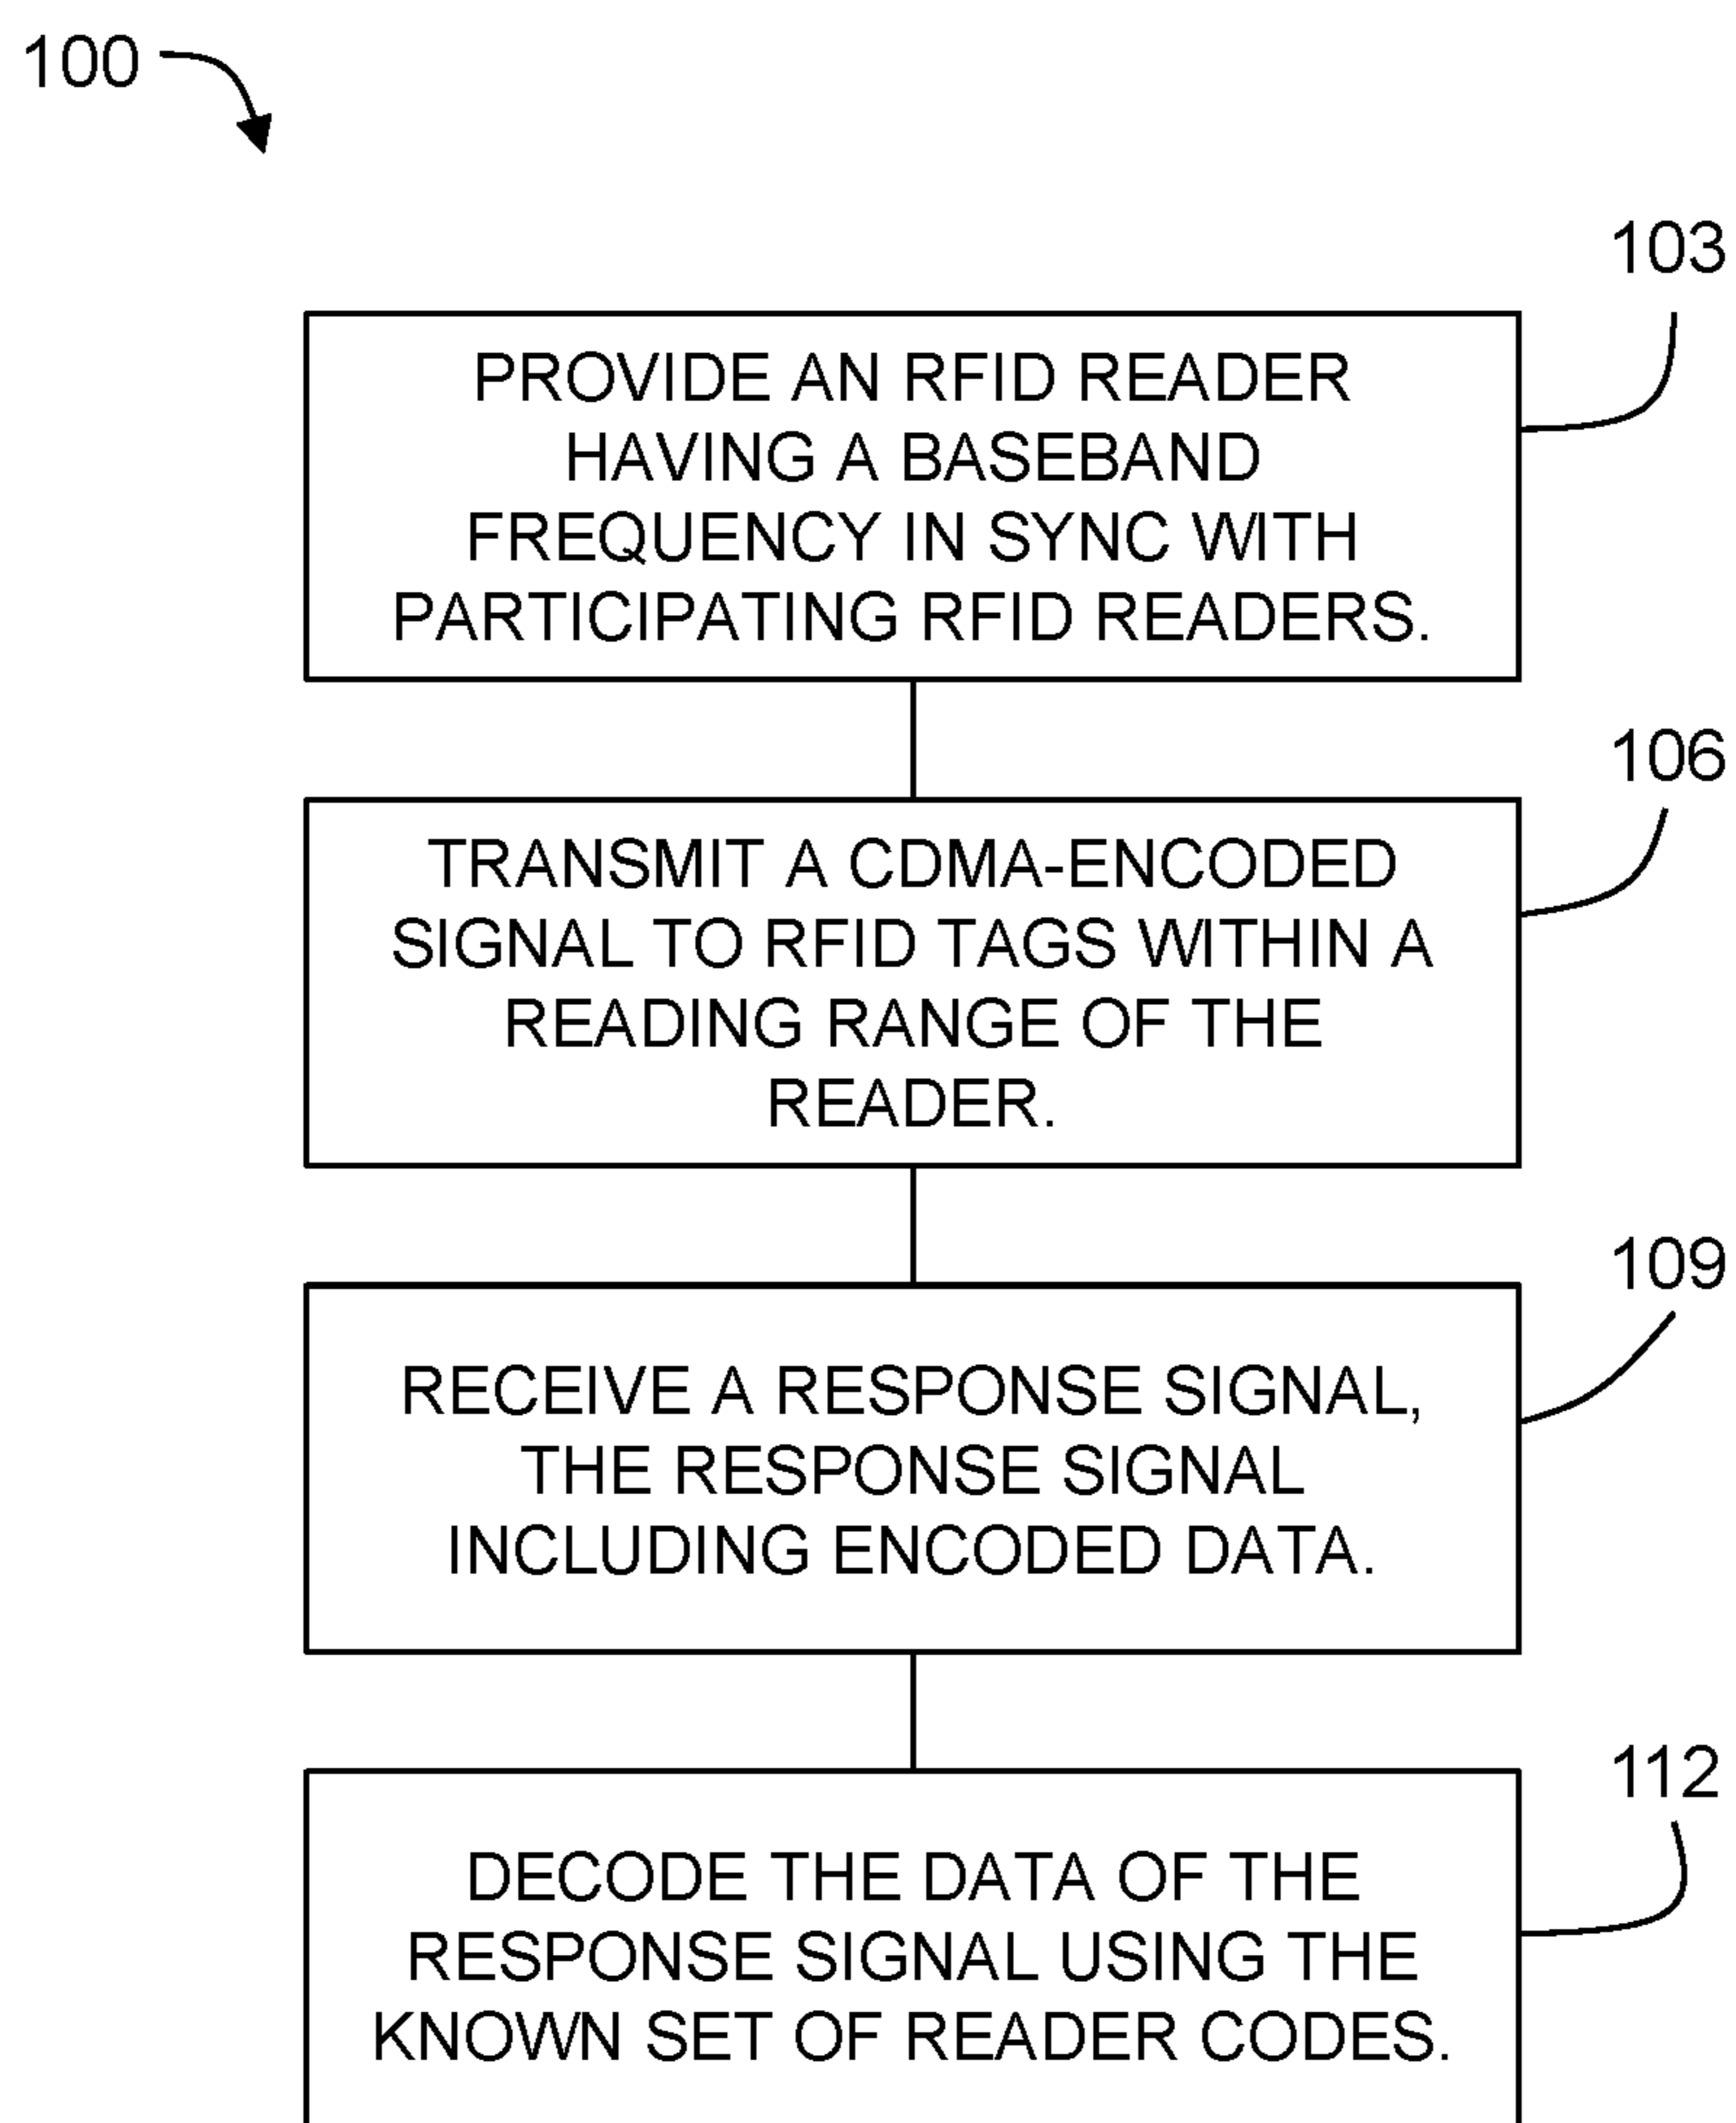 100
103
PROVIDE AN RFID READER
HAVING A BASEBAND
FREQUENCY IN SYNC WITH
PARTICIPATING RFID READERS.
106
TRANSMIT A CDMA-ENCODED
SIGNAL TO RFID TAGS WITHIN A
READING RANGE OF THE
READER.
109
RECEIVE A RESPONSE SIGNAL,
THE RESPONSE SIGNAL
INCLUDING ENCODED DATA.
112
DECODE THE DATA OF THE
RESPONSE SIGNAL USING THE
KNOWN SET OF READER CODES.